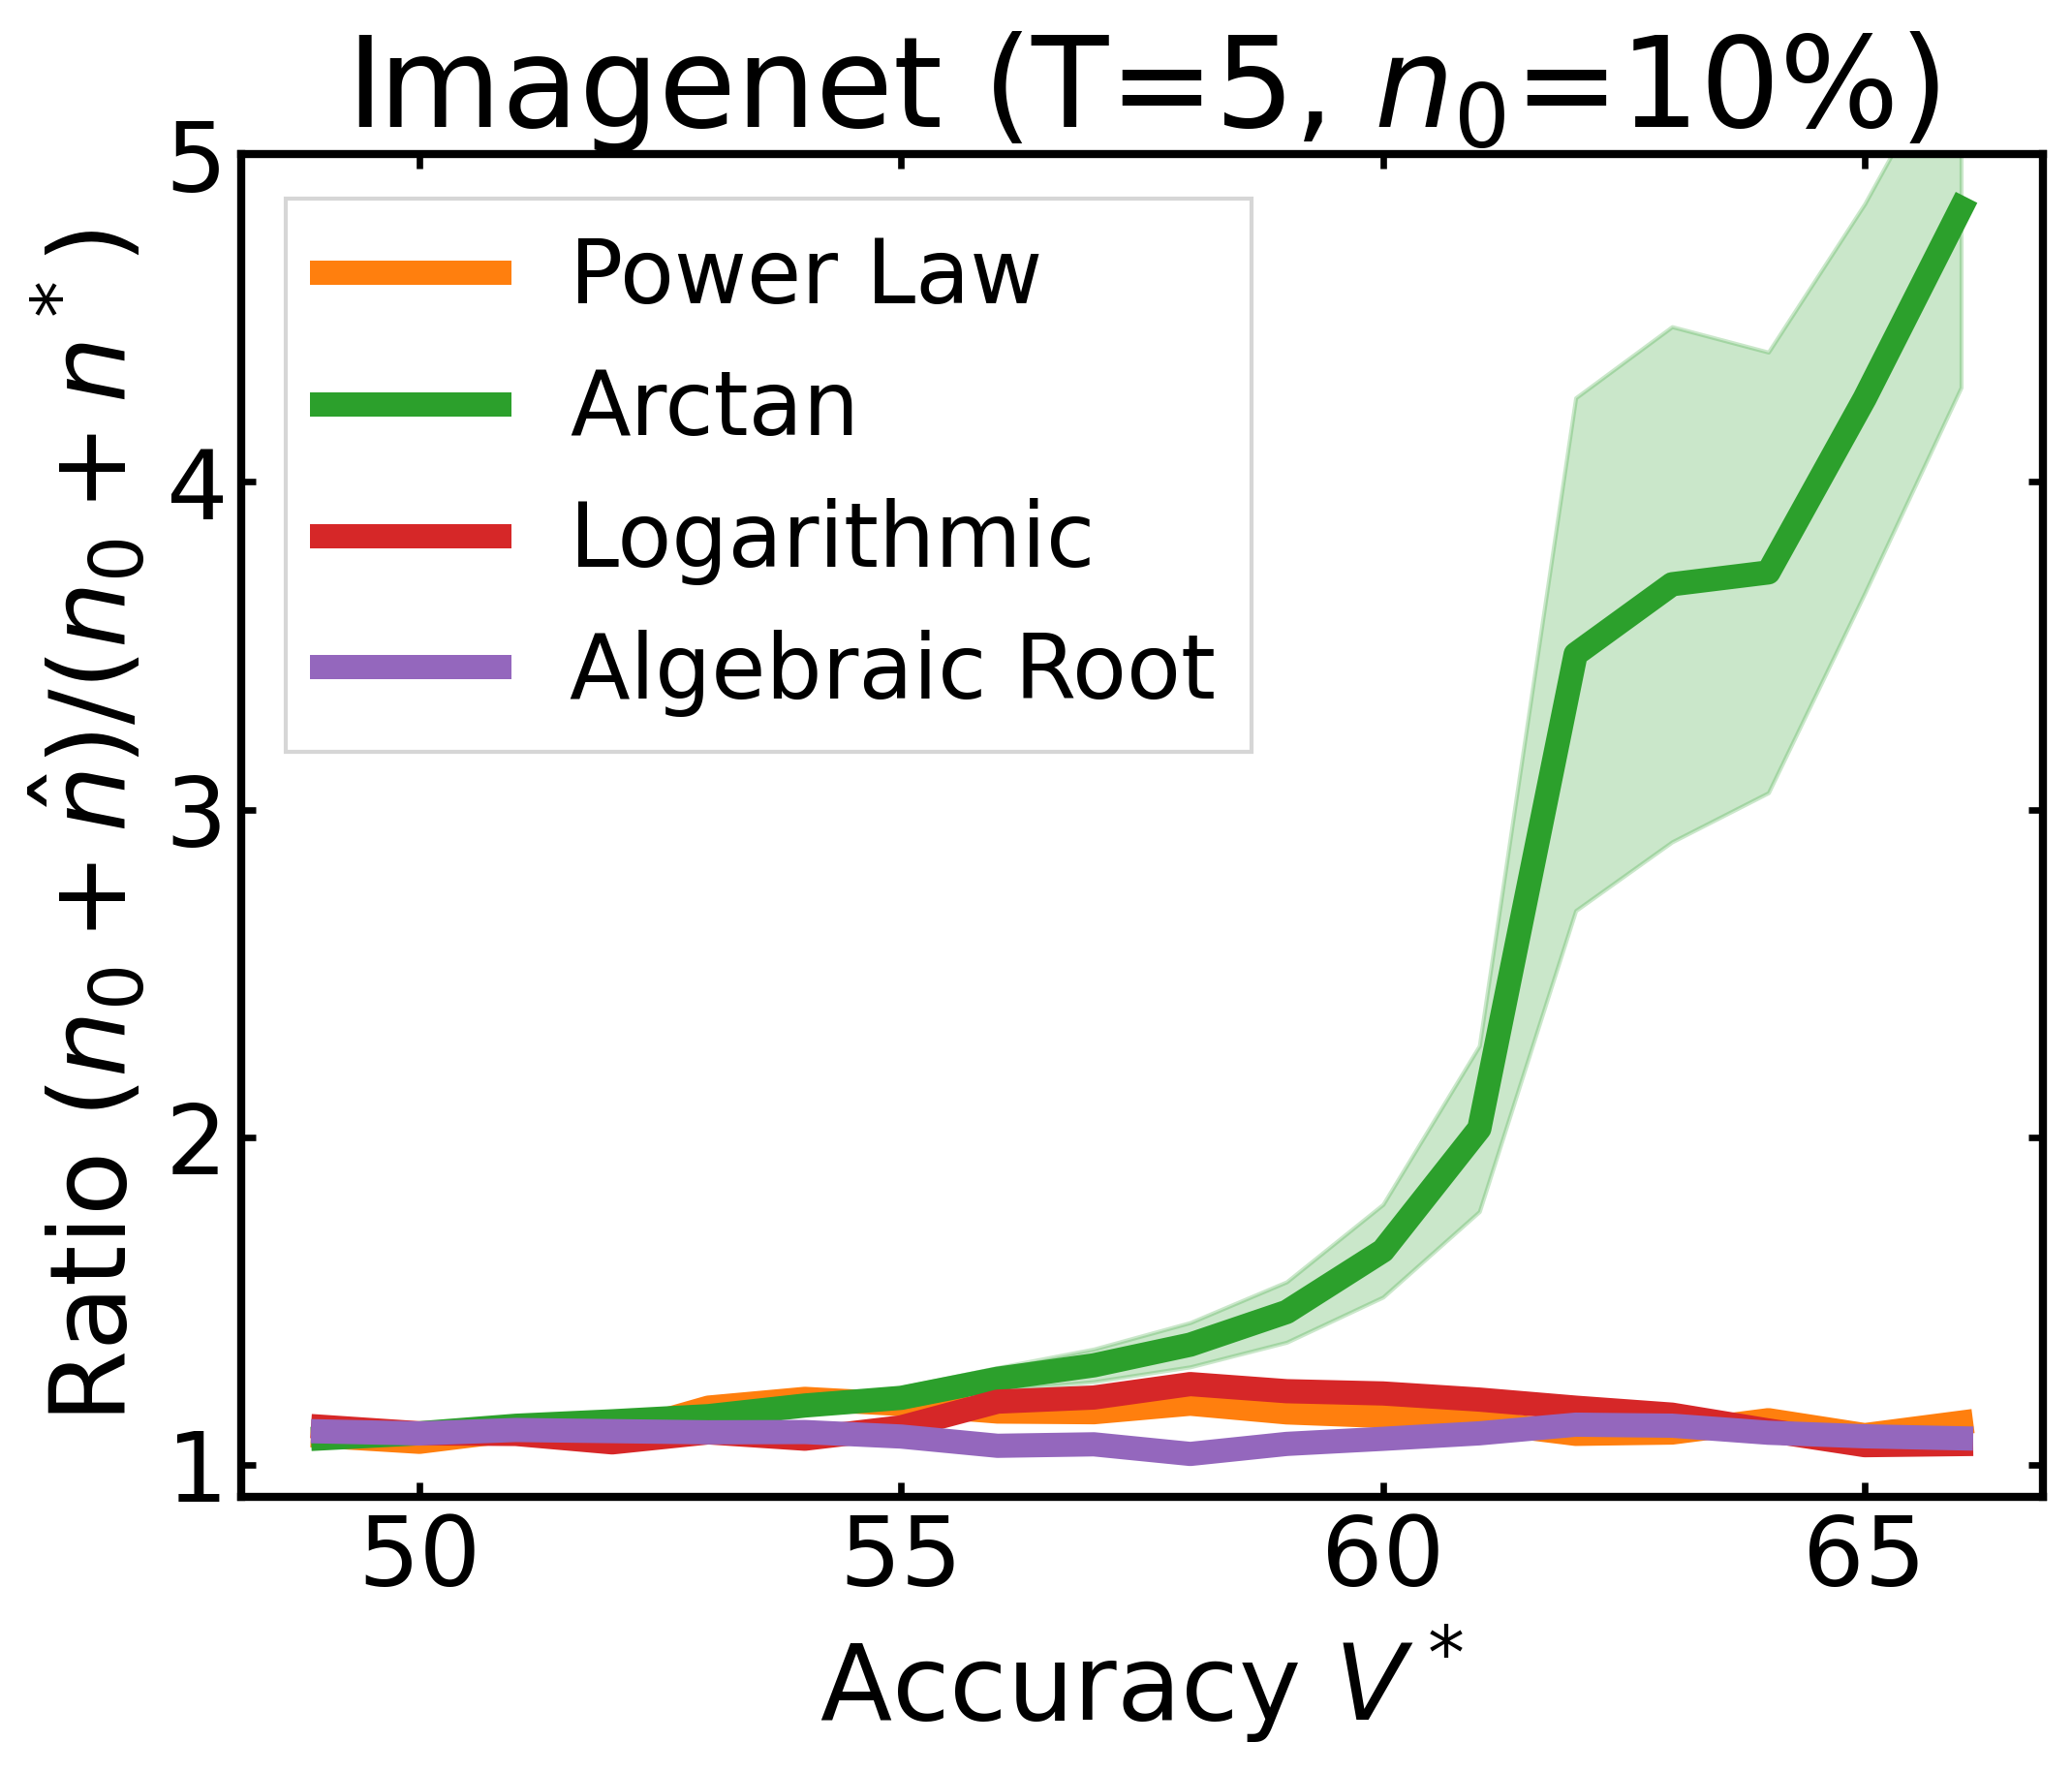 Imagenet (T=5, n₀=10%)
Ratio (n₀ + n̂)/(n₀ + n*)
5
4
3
2
1
Power Law
Arctan
Logarithmic
Algebraic Root
50 55 60 65
Accuracy V*